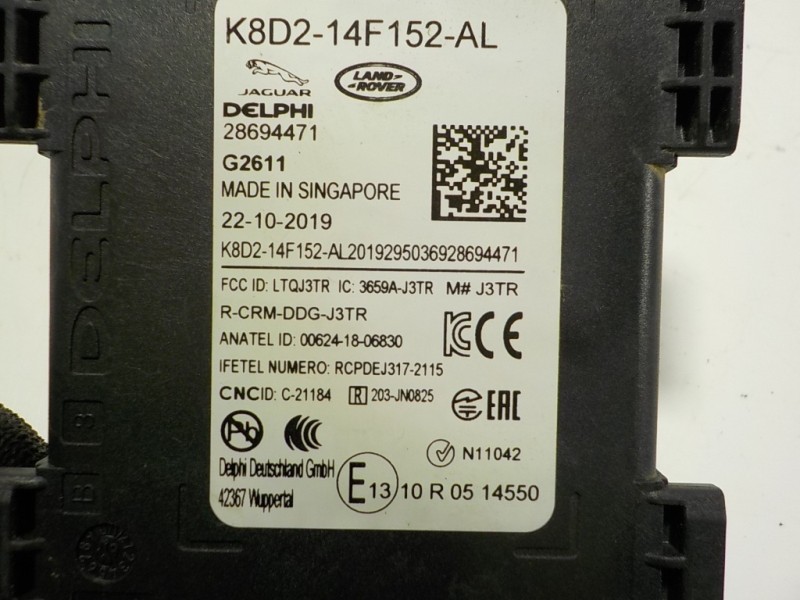 K8D2-14F152-AL
JAGUAR
LAND ROVER
DELPHI
28694471
G2611
MADE IN SINGAPORE
22-10-2019
K8D2-14F152-AL2019295036928694471
FCC ID: LTQJ3TR IC: 3659A-J3TR M# J3TR
R-CRM-DDG-J3TR
ANATEL ID: 00624-18-06830
IFETEL NUMERO: RCPDEJ317-2115
CNCID: C-21184 R 203-JN0825
EAC
Pb
N11042
Delphi Deutschland GmbH
42367 Wuppertal
E13 10 R 05 14550
DELPHI